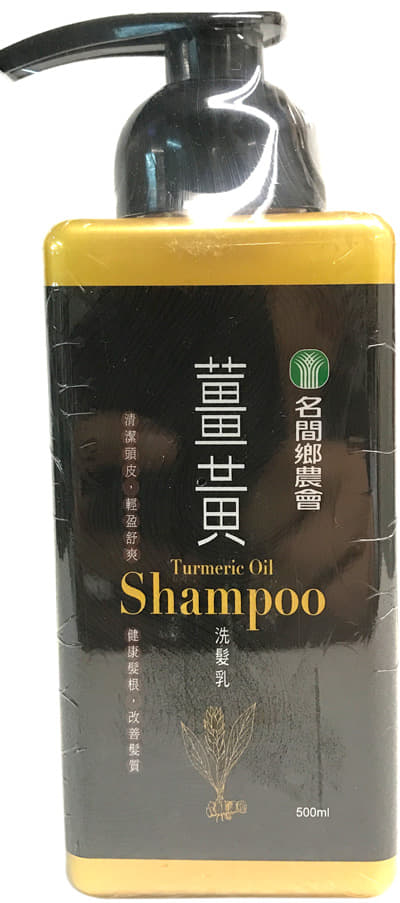 名間鄉農會
薑黃
Turmeric Oil
Shampoo
洗髮乳
清潔頭皮，輕盈舒爽
健康髮根，改善髮質
500ml